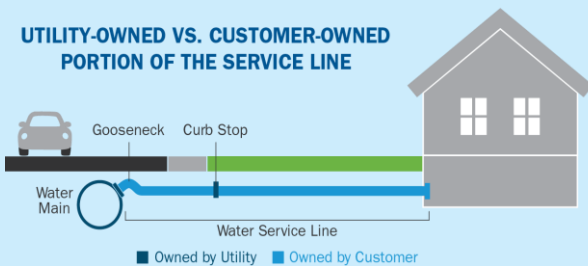 UTILITY-OWNED VS. CUSTOMER-OWNED
PORTION OF THE SERVICE LINE
Gooseneck
Curb Stop
Water
Main
Water Service Line
Owned by Utility
Owned by Customer